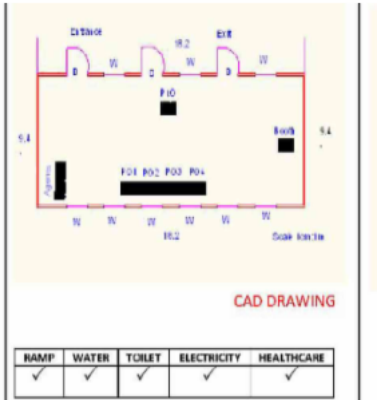 Entrance Exit
18.2
W W W
D D D
PrO
9.4 Booth 9.4
Agents
PO1 PO2 PO3 PO4
W W W W W W
18.2
CAD DRAWING
RAMP WATER TOILET ELECTRICITY HEALTHCARE
✓ ✓ ✓ ✓ ✓